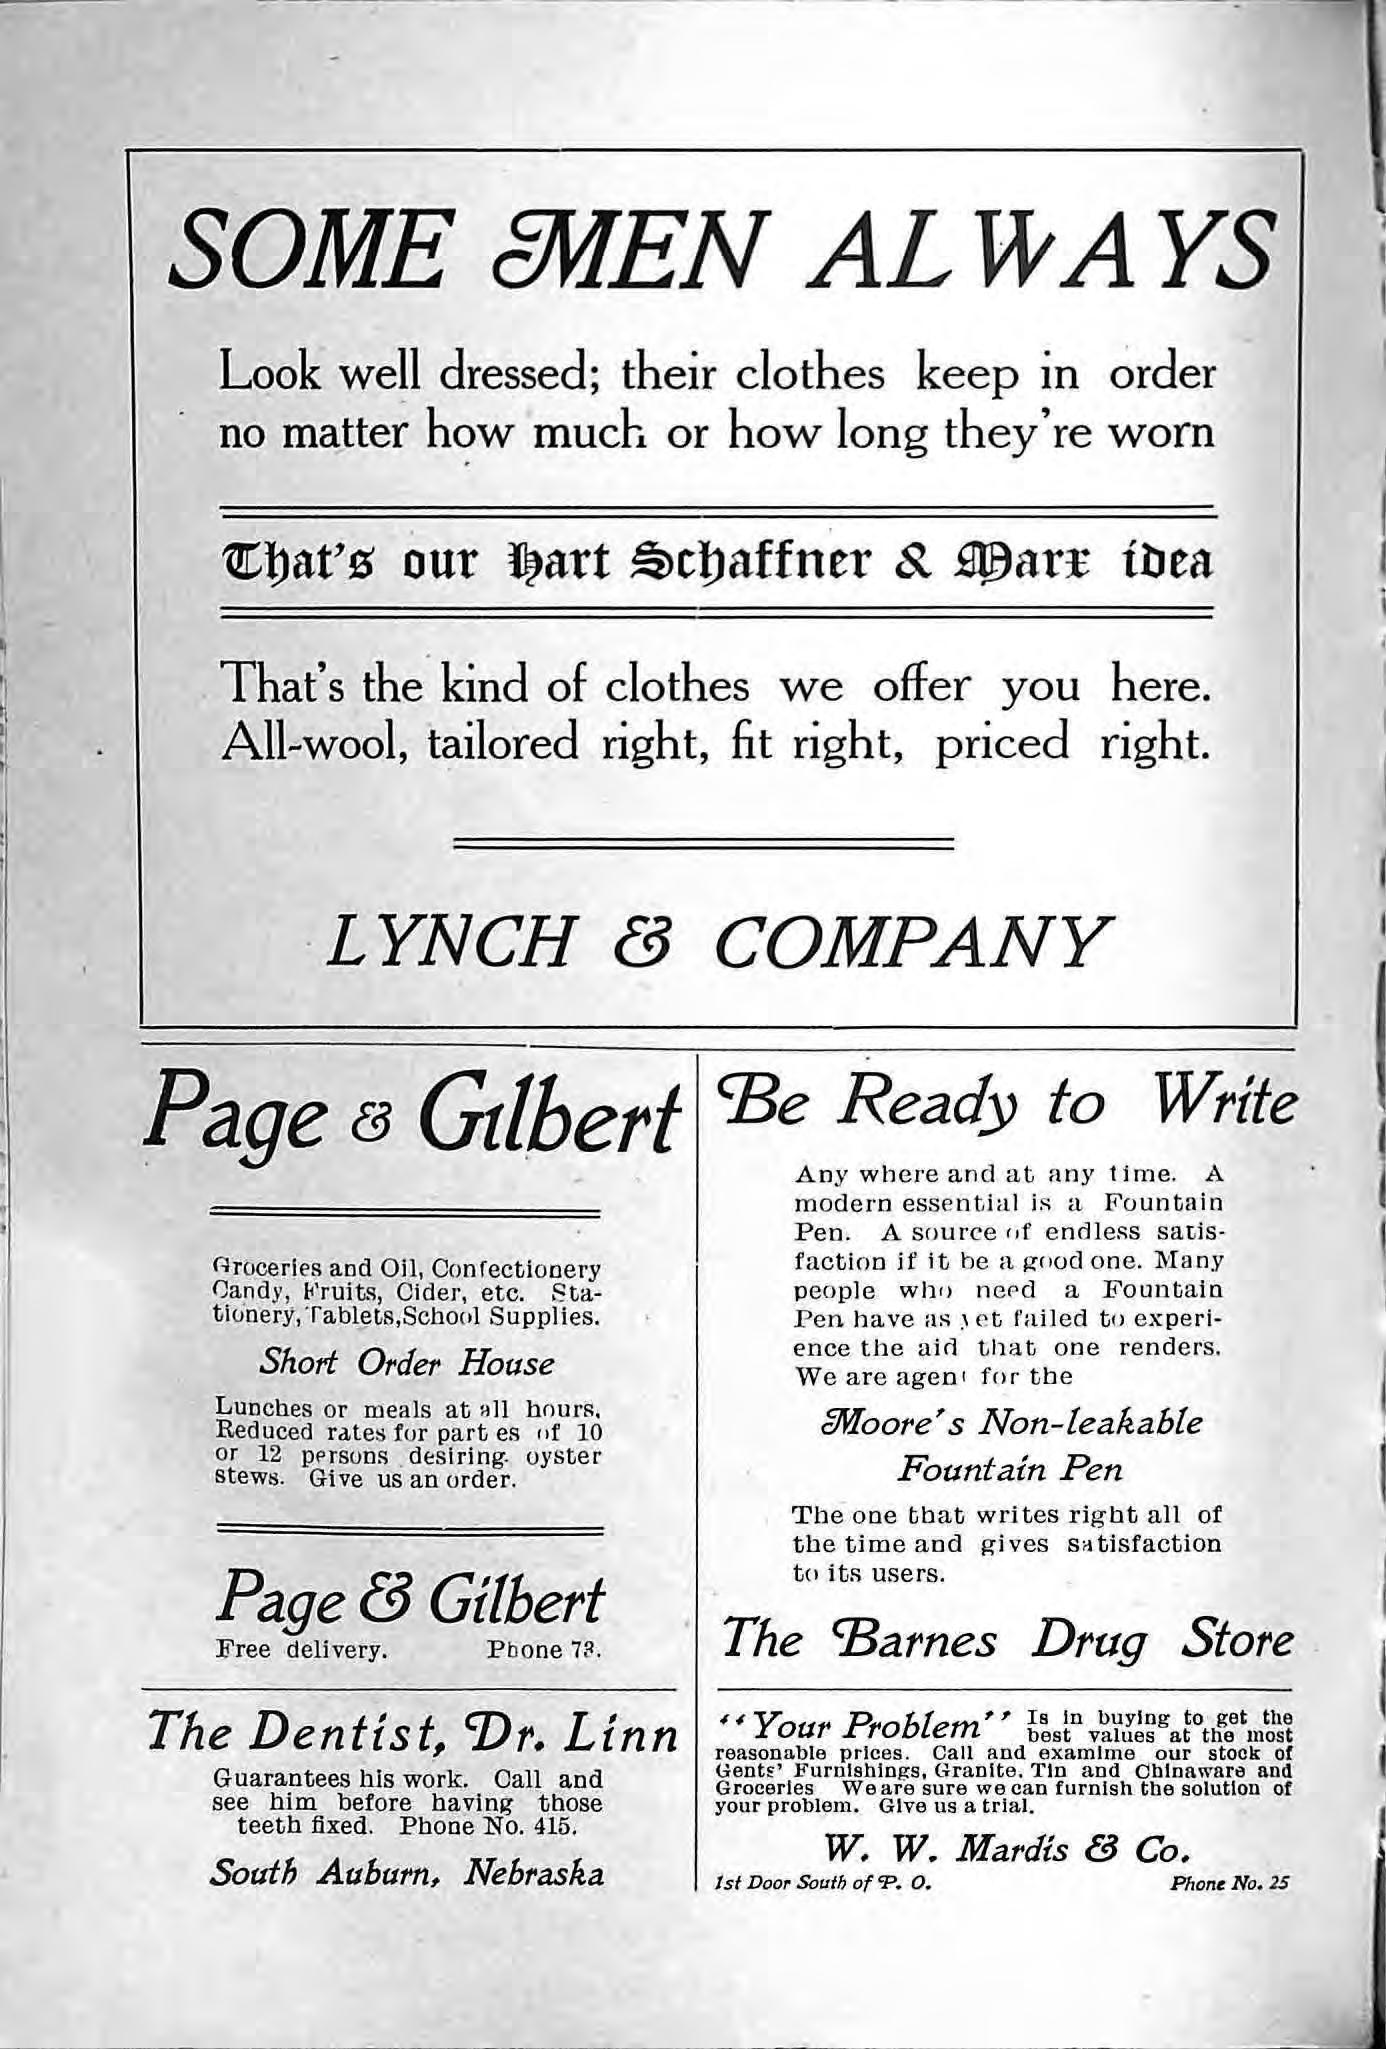 SOME MEN ALWAYS
Look well dressed; their clothes keep in order
no matter how much or how long they're worn
That's our Hart Schaffner & Marx idea
That's the kind of clothes we offer you here.
All-wool, tailored right, fit right, priced right.
LYNCH & COMPANY
Page & Gilbert
Groceries and Oil, Confectionery
Candy, Fruits, Cider, etc. Sta-
tionery, Tablets, School Supplies.
Short Order House
Lunches or meals at all hours.
Reduced rates for part es of 10
or 12 persons desiring oyster
stews. Give us an order.
Page & Gilbert
Free delivery. Phone
The Dentist, Dr. Linn
Guarantees his work. Call and
see him before having those
teeth fixed. Phone No. 415.
South Auburn, Nebraska
Be Ready to Write
Any where and at any time. A
modern essential is a Fountain
Pen. A source of endless satis-
faction if it be a good one. Many
people who need a Fountain
Pen have as yet failed to experi-
ence the aid that one renders.
We are agent for the
Moore's Non-leakable
Fountain Pen
The one that writes right all of
the time and gives satisfaction
to its users.
The Barnes Drug Store
"Your Problem" Is in buying to get the
best values at the most
reasonable prices. Call and examime our stock of
Gents' Furnishings, Granite, Tin and Chinaware and
Groceries We are sure we can furnish the solution of
your problem. Give us a trial.
W. W. Mardis & Co.
1st Door South of P. O. Phone No. 25